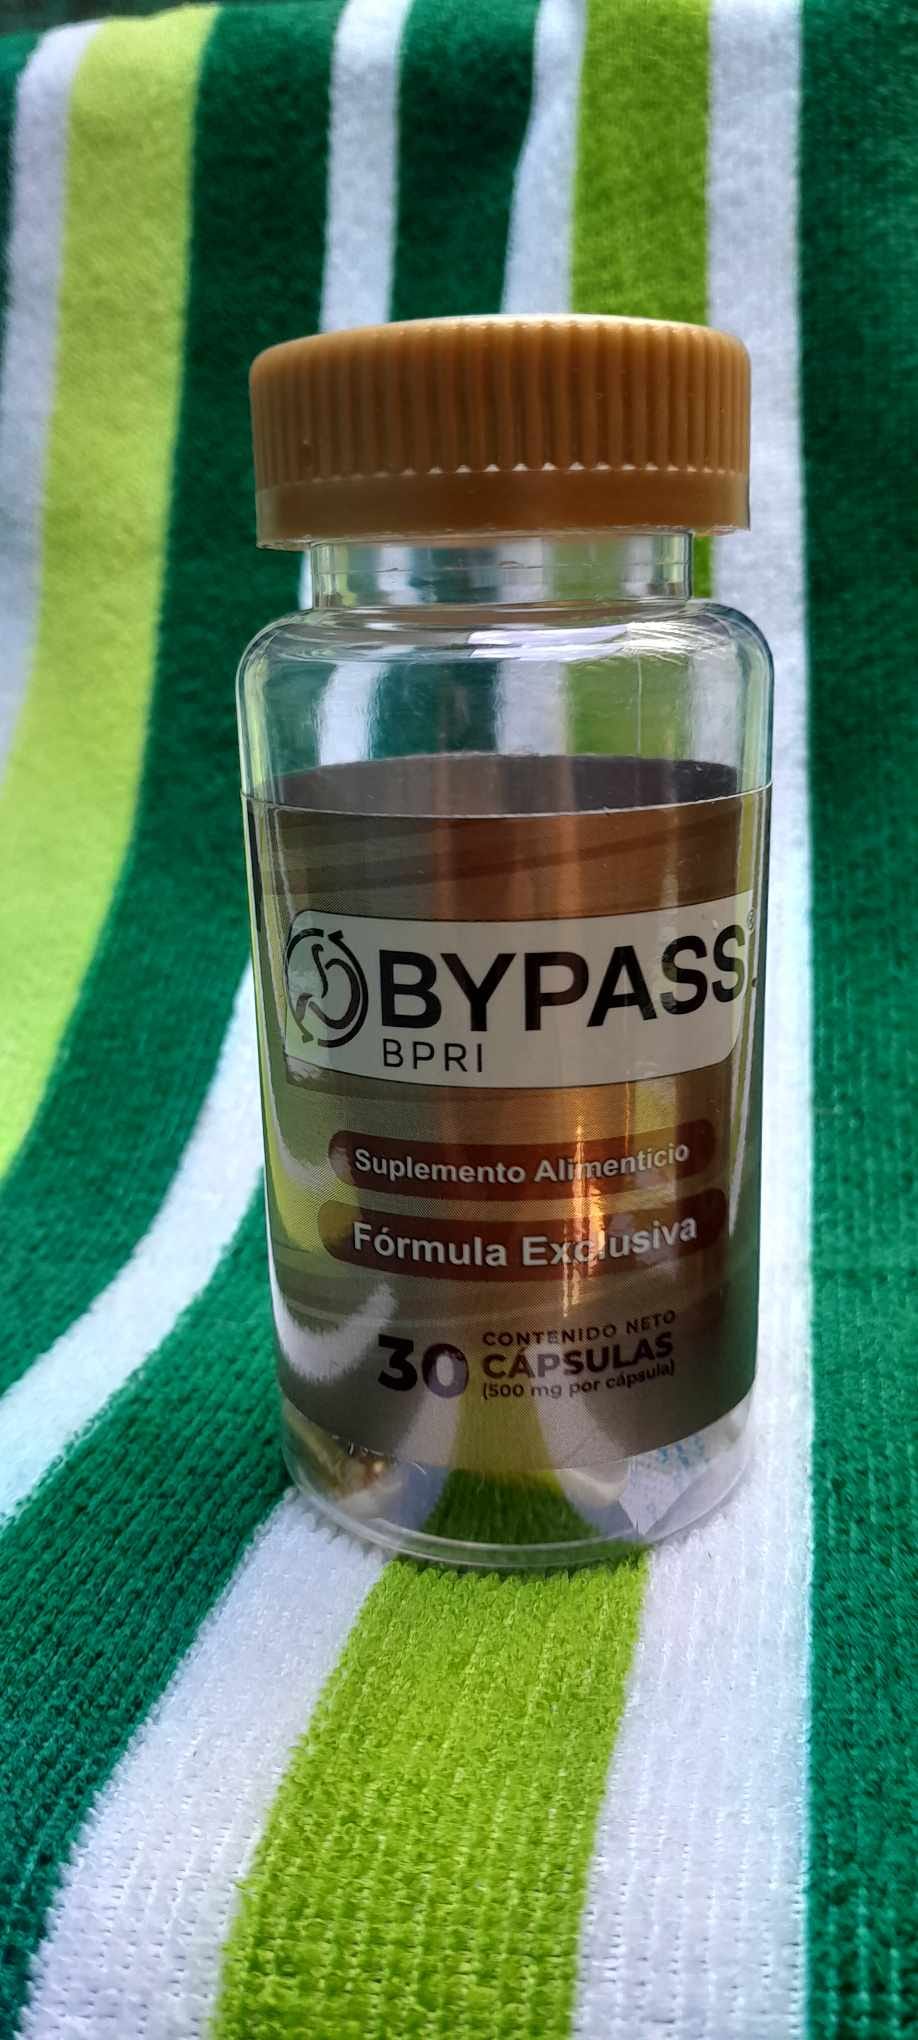 BYPASS®
BPRI
Suplemento Alimenticio
Fórmula Exclusiva
30 CONTENIDO NETO
CÁPSULAS
(500 mg por cápsula)